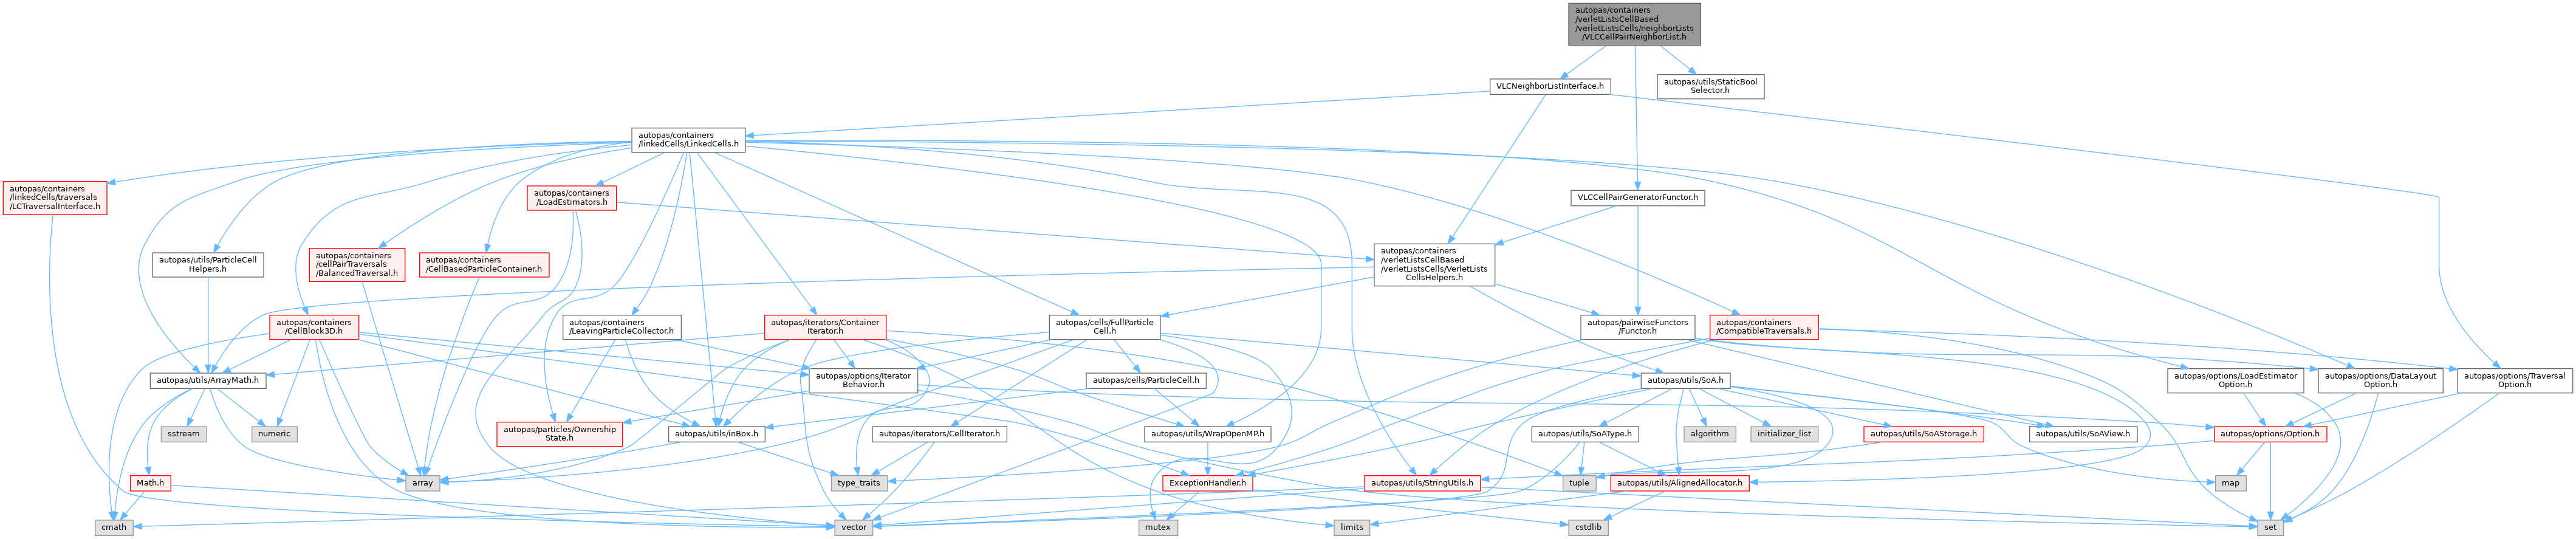 autopas/containers
/verletListsCellBased
/verletListsCells/neighborLists
/VLCCellPairNeighborList.h
VLCNeighborListInterface.h
autopas/utils/StaticBool
Selector.h
autopas/containers
/linkedCells/LinkedCells.h
autopas/containers
/linkedCells/traversals
/LCTraversalInterface.h
autopas/containers
/LoadEstimators.h
VLCCellPairGeneratorFunctor.h
autopas/utils/ParticleCell
Helpers.h
autopas/containers
/cellPairTraversals
/BalancedTraversal.h
autopas/containers
/CellBasedParticleContainer.h
autopas/containers
/verletListsCellBased
/verletListsCells/VerletLists
CellsHelpers.h
autopas/containers
/CellBlock3D.h
autopas/containers
/LeavingParticleCollector.h
autopas/iterators/Container
Iterator.h
autopas/cells/FullParticle
Cell.h
autopas/pairwiseFunctors
/Functor.h
autopas/containers
/CompatibleTraversals.h
autopas/utils/ArrayMath.h
autopas/options/Iterator
Behavior.h
autopas/cells/ParticleCell.h
autopas/utils/SoA.h
autopas/options/LoadEstimator
Option.h
autopas/options/DataLayout
Option.h
autopas/options/Traversal
Option.h
sstream
numeric
autopas/particles/Ownership
State.h
autopas/utils/inBox.h
autopas/iterators/CellIterator.h
autopas/utils/WrapOpenMP.h
autopas/utils/SoAType.h
algorithm
initializer_list
autopas/utils/SoAStorage.h
autopas/utils/SoAView.h
autopas/options/Option.h
Math.h
array
type_traits
ExceptionHandler.h
autopas/utils/StringUtils.h
tuple
autopas/utils/AlignedAllocator.h
map
cmath
vector
mutex
limits
cstdlib
set